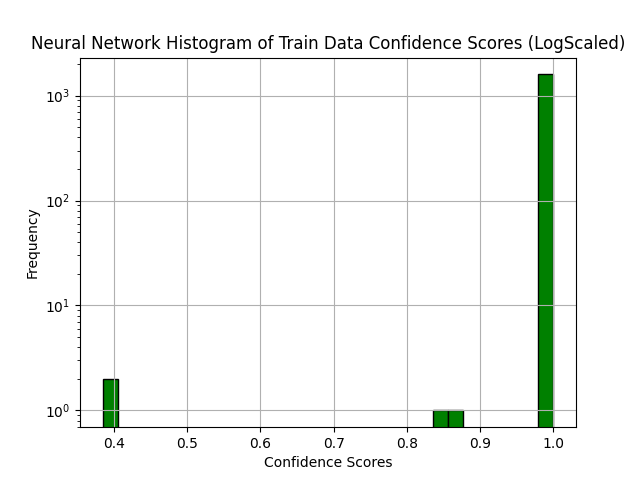 Neural Network Histogram of Train Data Confidence Scores (LogScaled)
Frequency
10³
10²
10¹
10⁰
0.4 0.5 0.6 0.7 0.8 0.9 1.0
Confidence Scores